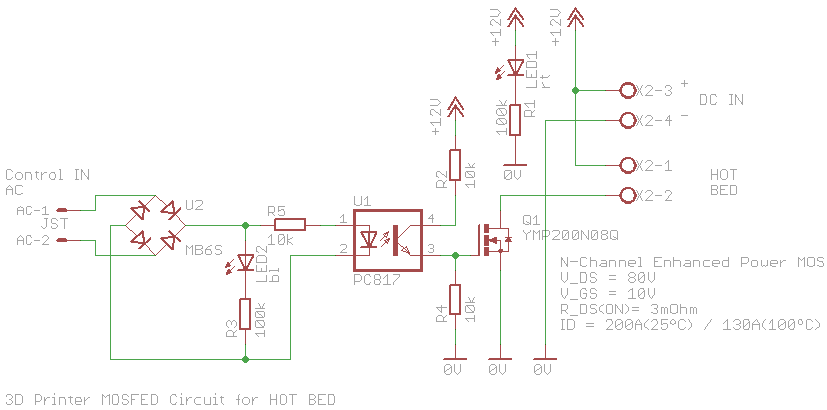 +12V
+12V
LED1
rt
R1
100k
0V
X2-3 +
DC IN
X2-4 -
X2-1
HOT
BED
X2-2
+12V
R2
10k
Control IN
AC
AC-1
JST
AC-2
U2
MB6S
R5
10k
LED2
bl
R3
100k
U1
1
2
4
3
PC817
R4
10k
Q1
YMP200N08Q
N-Channel Enhanced Power MOS
V_DS = 80V
V_GS = 10V
R_DS(ON)= 3mOhm
ID = 200A(25ºC) / 130A(100ºC)
0V
0V
0V
3D Printer MOSFED Circuit for HOT BED